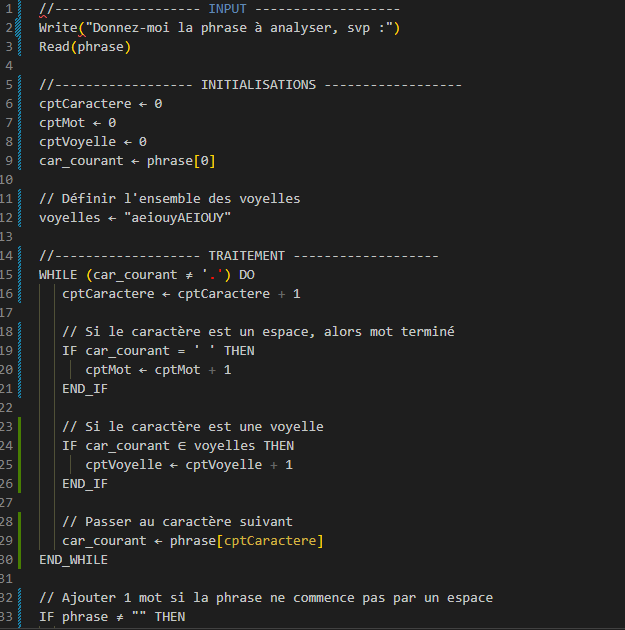 1 //------------------- INPUT -------------------
2 Write("Donnez-moi la phrase à analyser, svp :")
3 Read(phrase)
4
5 //------------------ INITIALISATIONS ------------------
6 cptCaractere ← 0
7 cptMot ← 0
8 cptVoyelle ← 0
9 car_courant ← phrase[0]
10
11 // Définir l'ensemble des voyelles
12 voyelles ← "aeiouyAEIOUY"
13
14 //------------------- TRAITEMENT -------------------
15 WHILE (car_courant ≠ '.') DO
16 cptCaractere ← cptCaractere + 1
17
18 // Si le caractère est un espace, alors mot terminé
19 IF car_courant = ' ' THEN
20 cptMot ← cptMot + 1
21 END_IF
22
23 // Si le caractère est une voyelle
24 IF car_courant ∈ voyelles THEN
25 cptVoyelle ← cptVoyelle + 1
26 END_IF
27
28 // Passer au caractère suivant
29 car_courant ← phrase[cptCaractere]
30 END_WHILE
31
32 // Ajouter 1 mot si la phrase ne commence pas par un espace
33 IF phrase ≠ "" THEN